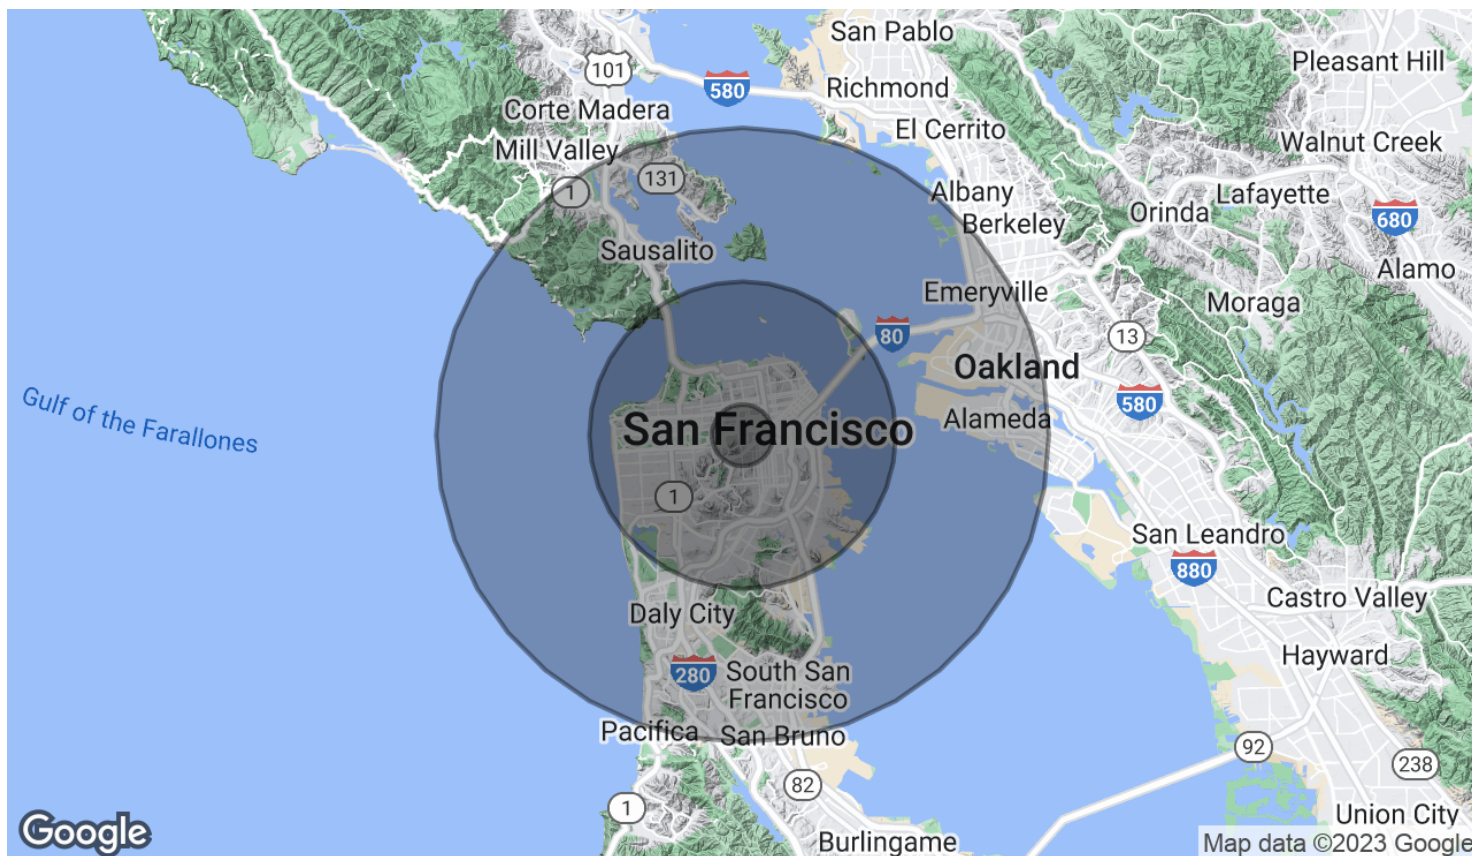 San Pablo
Pleasant Hill
101
580
Richmond
Corte Madera
El Cerrito
Walnut Creek
Mill Valley
131
1
Albany
Lafayette
Orinda
Berkeley
680
Sausalito
Alamo
Emeryville
Moraga
80
13
Oakland
580
Gulf of the Farallones
San Francisco
Alameda
1
San Leandro
880
Castro Valley
Daly City
Hayward
280
South San
Francisco
Pacifica
San Bruno
92
238
82
1
Union City
Google
Burlingame
Map data ©2023 Google